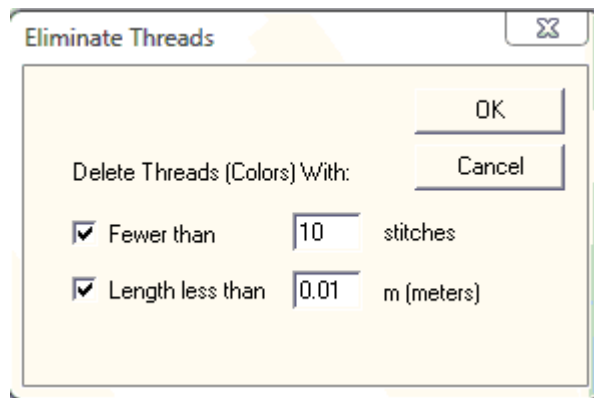 Eliminate Threads
OK
Delete Threads (Colors) With:
Cancel
Fewer than 10 stitches
Length less than 0.01 m (meters)